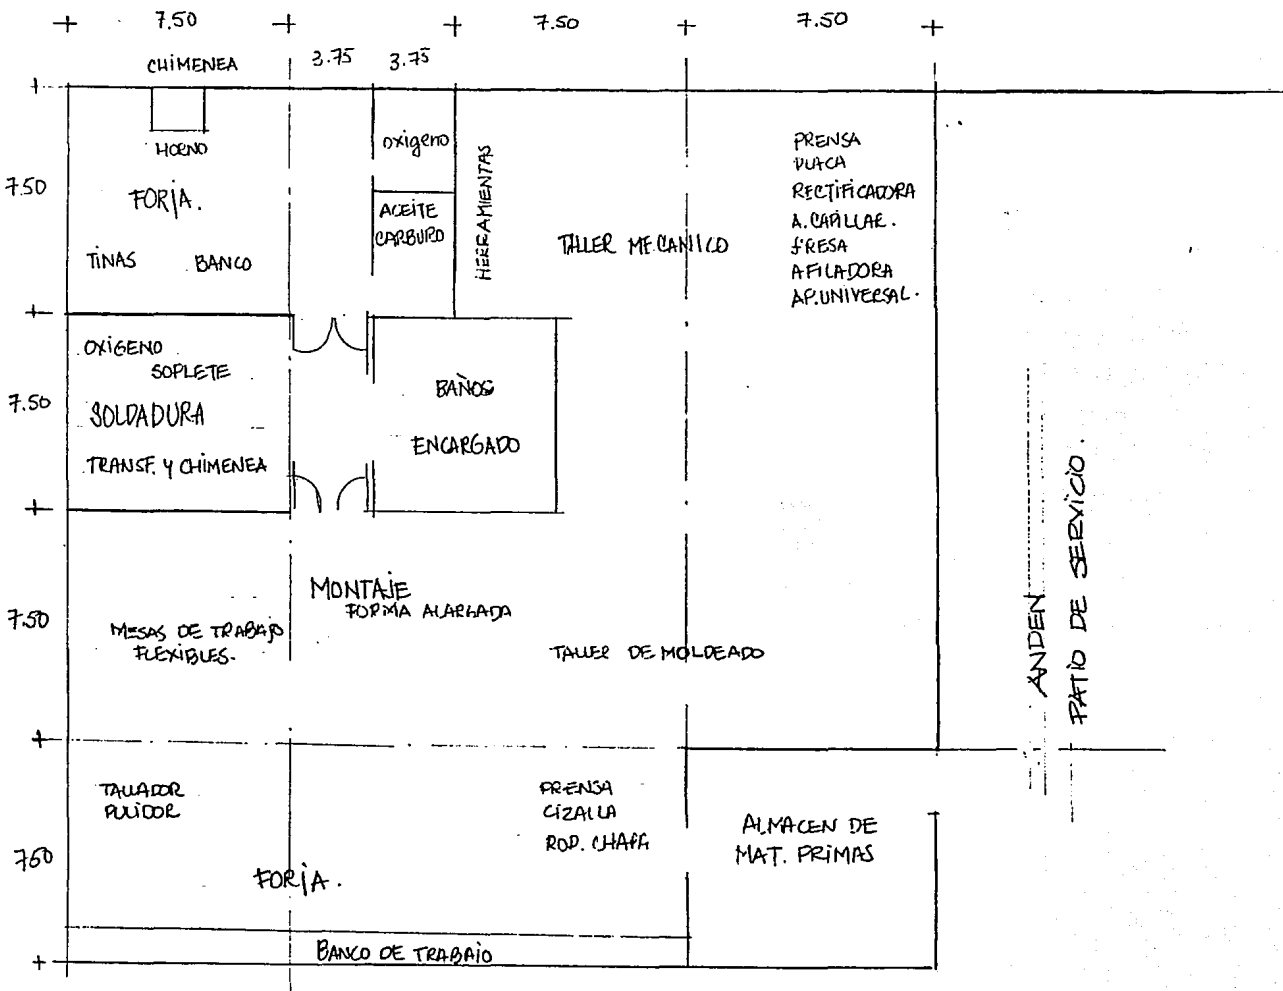 7.50
7.50
7.50
3.75
3.75
CHIMENEA
HORNO
7.50
FORJA.
TINAS
BANCO
oxigeno
ACEITE
CARBURO
HERRAMIENTAS
TALLER MECANICO
PRENSA
RECTIFICADORA
A. CAPILLAR.
FRESA
AFILADORA
AP. UNIVERSAL.
7.50
OXIGENO
SOPLETE
SOLDADURA
TRANSF. Y CHIMENEA
BAÑOS
ENCARGADO
7.50
MONTAJE
FORMA ALARGADA
MESAS DE TRABAJO
FLEXIBLES.
TALLER DE MOLDEADO
ANDEN
PATIO DE SERVICIO.
TALLADOR
PULIDOR
PRENSA
CIZALLA
ROD. CHAPA
ALMACEN DE
MAT. PRIMAS
750
FORJA.
BANCO DE TRABAJO